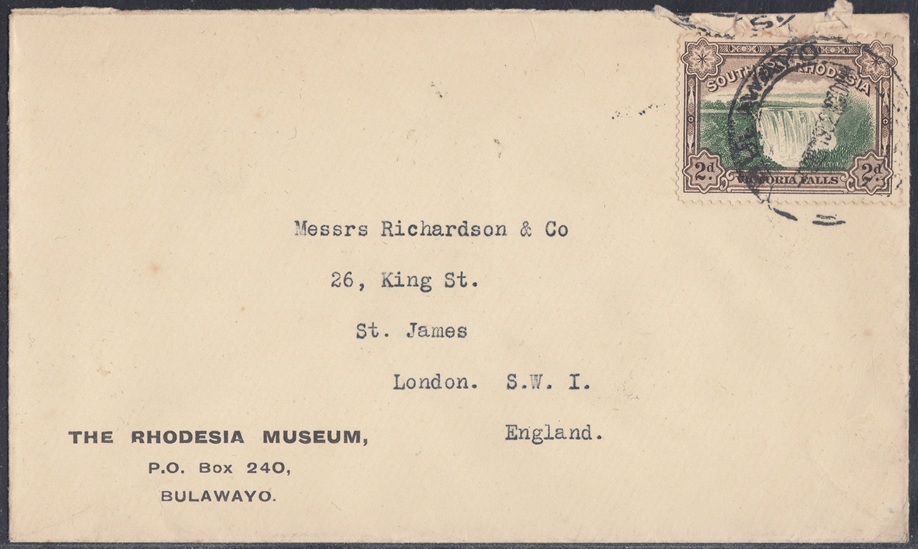 SOUTHERN RHODESIA
2d. VICTORIA FALLS 2d.
Messrs Richardson & Co
26, King St.
St. James
London. S.W. I.
England.
THE RHODESIA MUSEUM,
P.O. Box 240,
BULAWAYO.